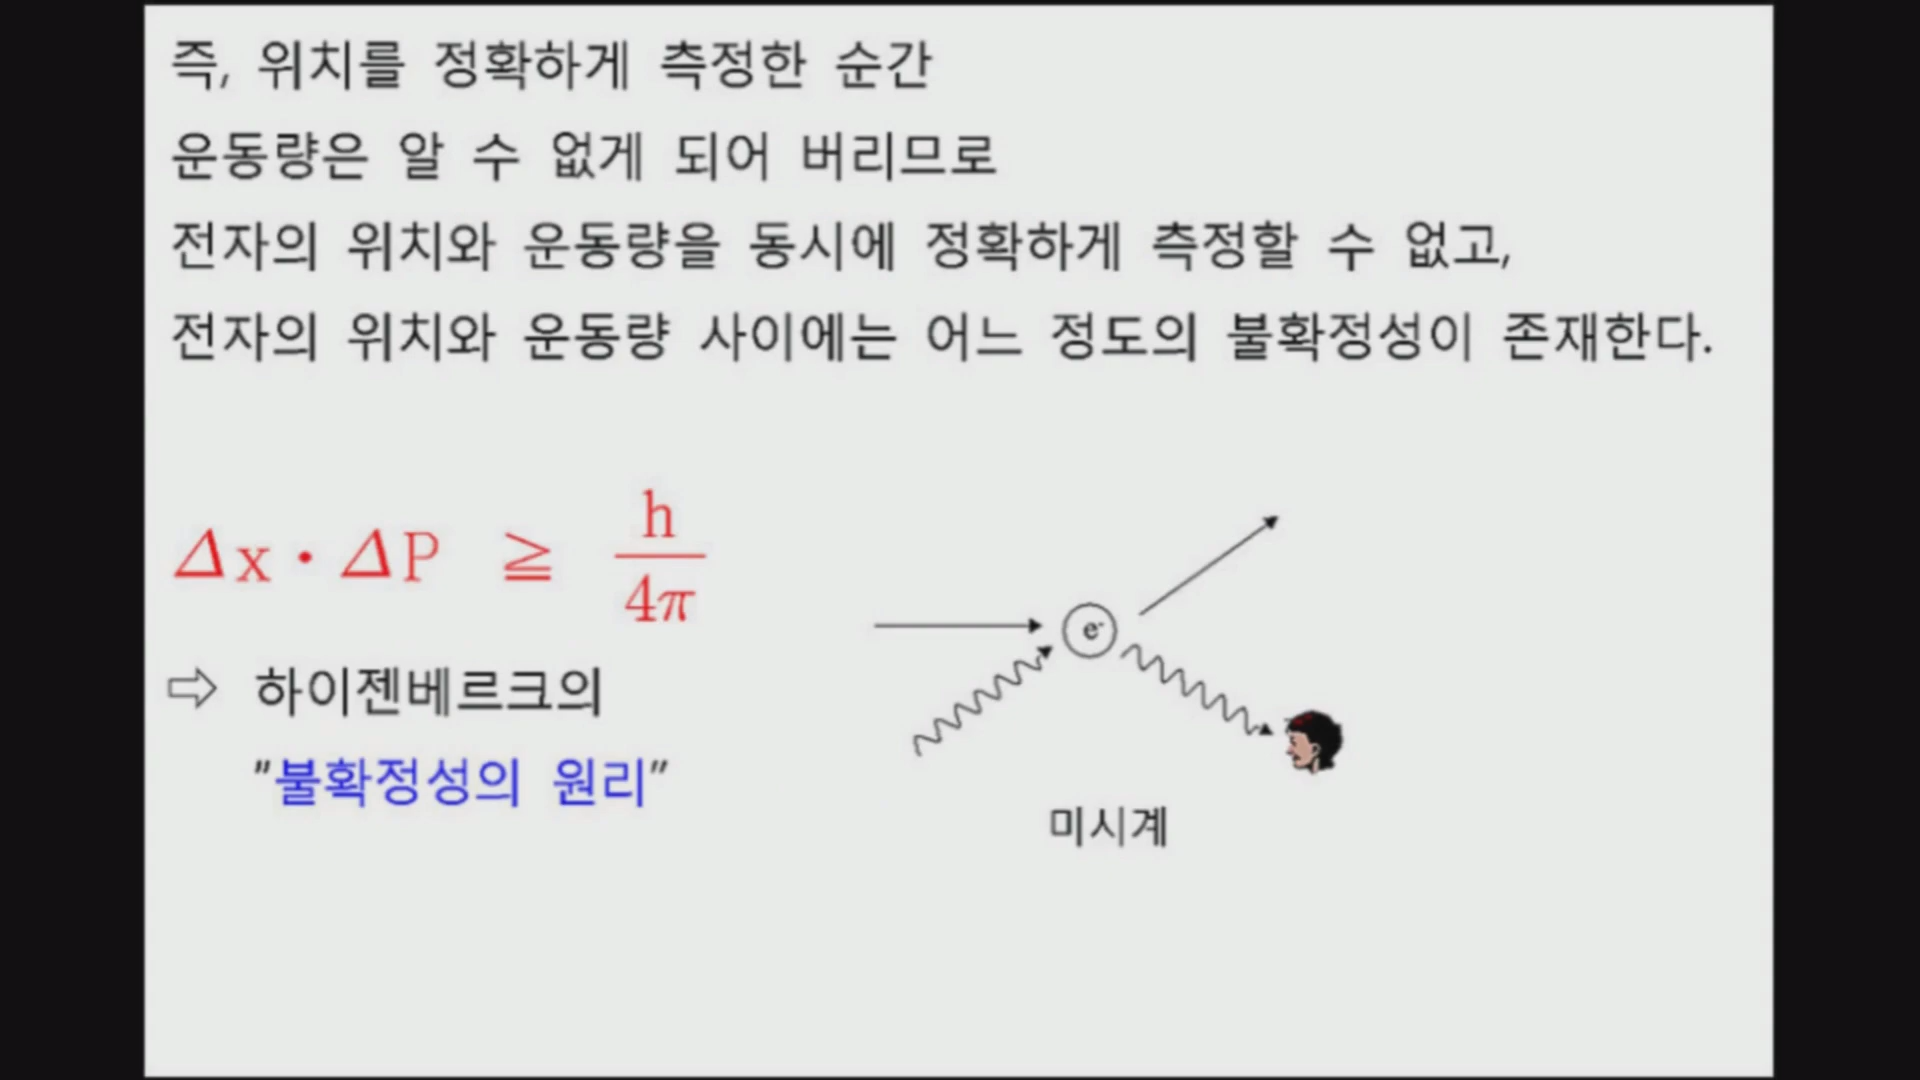 즉, 위치를 정확하게 측정한 순간
운동량은 알 수 없게 되어 버리므로
전자의 위치와 운동량을 동시에 정확하게 측정할 수 없고,
전자의 위치와 운동량 사이에는 어느 정도의 불확정성이 존재한다.
Δx · ΔP ≧ h/4π
e⁻
⇨ 하이젠베르크의
"불확정성의 원리"
미시계